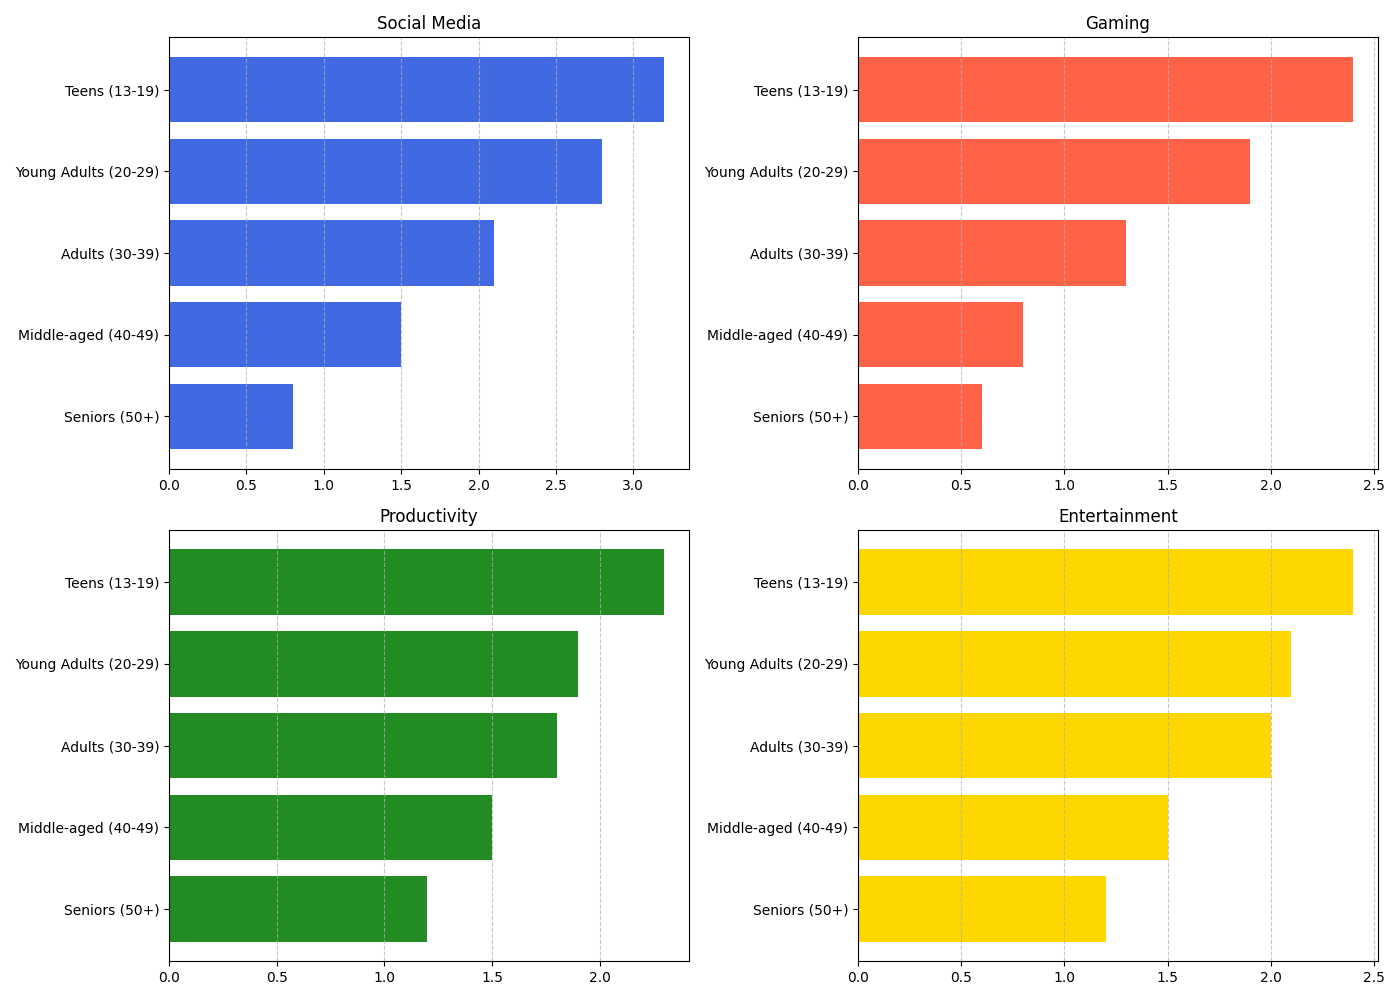 Social Media
Teens (13-19)
Young Adults (20-29)
Adults (30-39)
Middle-aged (40-49)
Seniors (50+)
0.0 0.5 1.0 1.5 2.0 2.5 3.0
Gaming
Teens (13-19)
Young Adults (20-29)
Adults (30-39)
Middle-aged (40-49)
Seniors (50+)
0.0 0.5 1.0 1.5 2.0 2.5
Productivity
Teens (13-19)
Young Adults (20-29)
Adults (30-39)
Middle-aged (40-49)
Seniors (50+)
0.0 0.5 1.0 1.5 2.0
Entertainment
Teens (13-19)
Young Adults (20-29)
Adults (30-39)
Middle-aged (40-49)
Seniors (50+)
0.0 0.5 1.0 1.5 2.0 2.5